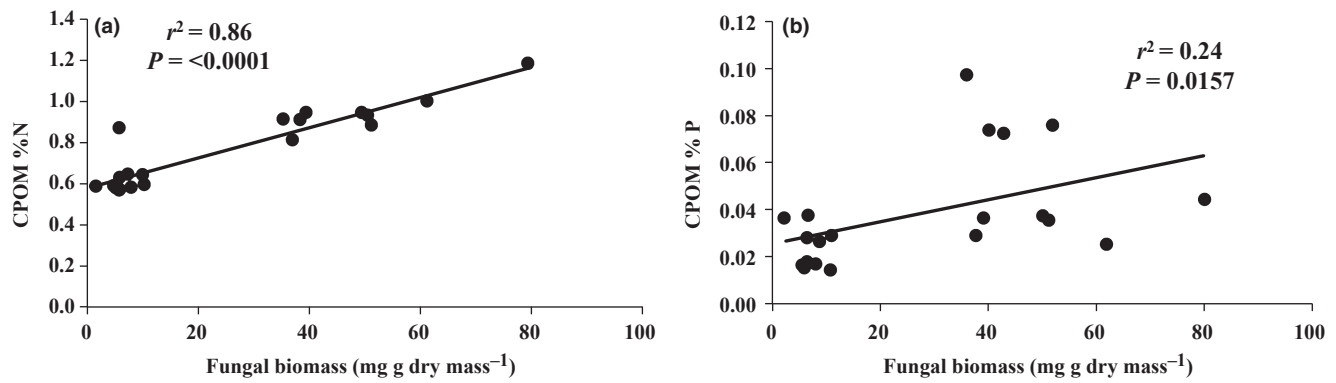 (a)
r² = 0.86
P = <0.0001
CPOM %N
1.4
1.2
1.0
0.8
0.6
0.4
0.2
0.0
0 20 40 60 80 100
Fungal biomass (mg g dry mass⁻¹)
(b)
r² = 0.24
P = 0.0157
CPOM % P
0.12
0.10
0.08
0.06
0.04
0.02
0.00
0 20 40 60 80 100
Fungal biomass (mg g dry mass⁻¹)